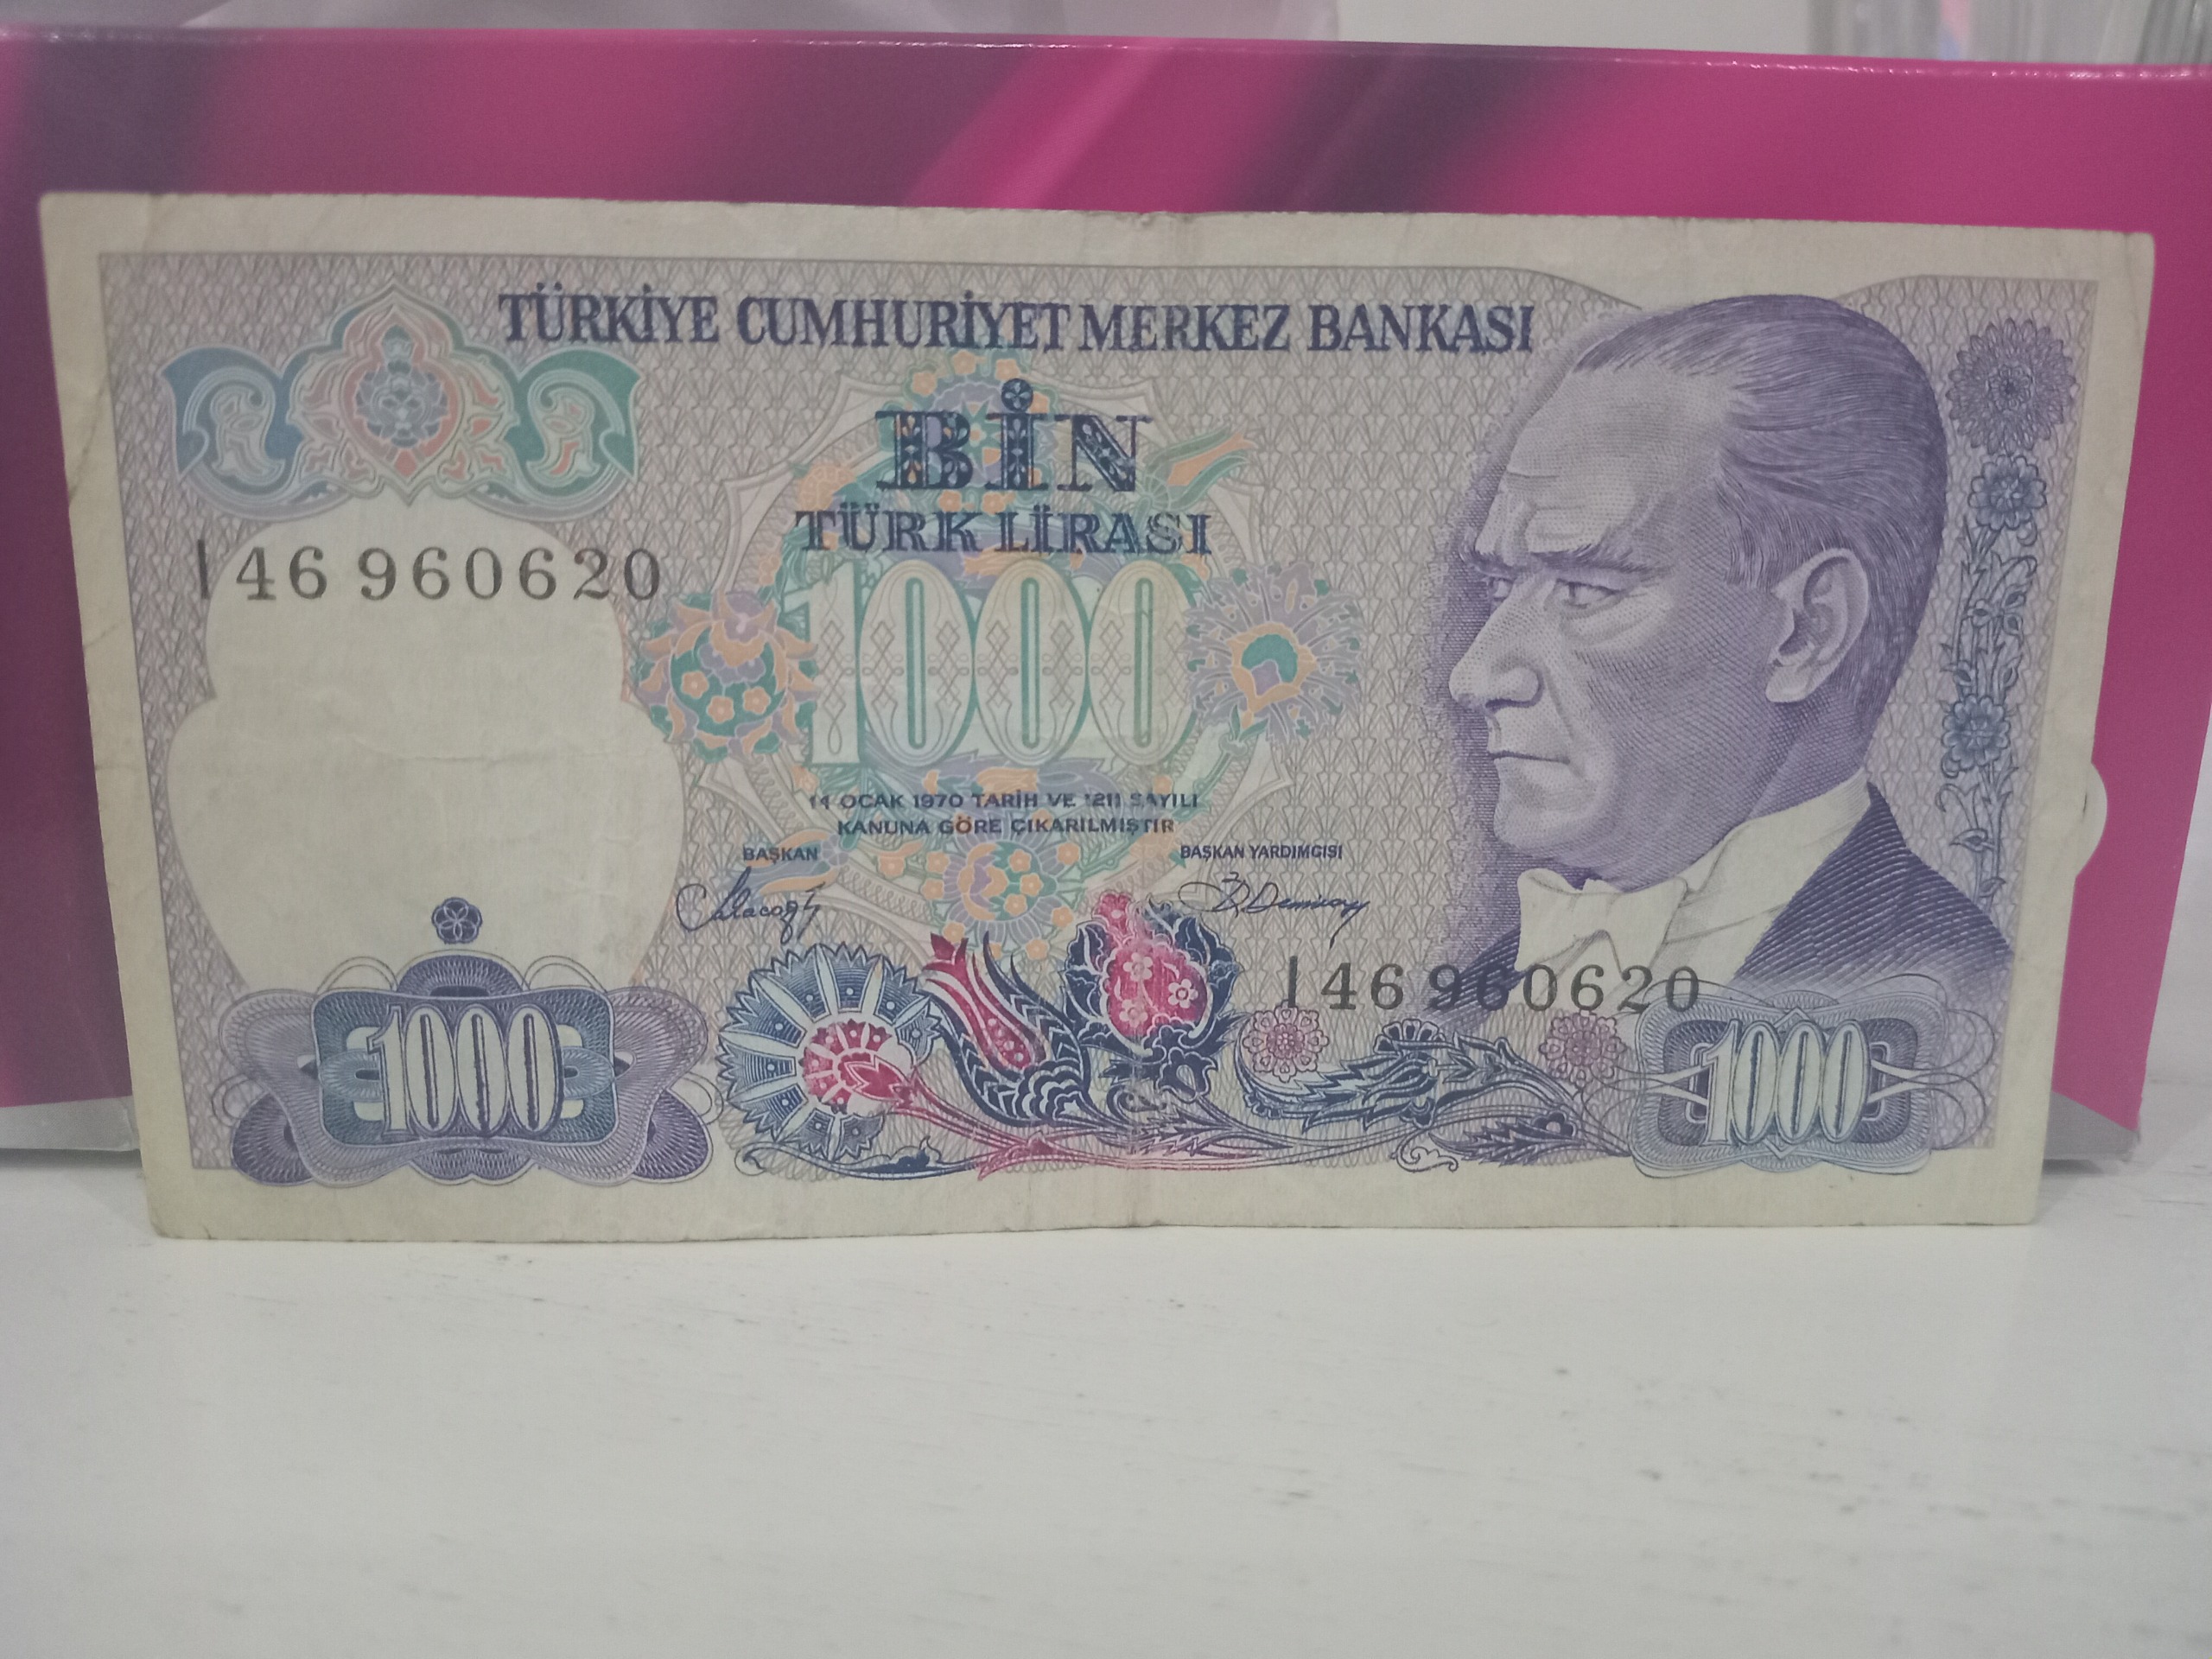 TÜRKİYE CUMHURİYET MERKEZ BANKASI
BİN
TÜRK LİRASI
I46 960620
1000
14 OCAK 1970 TARİH VE 1211 SAYILI
KANUNA GÖRE ÇIKARILMIŞTIR
BAŞKAN
BAŞKAN YARDIMCISI
I46 960620
1000
1000